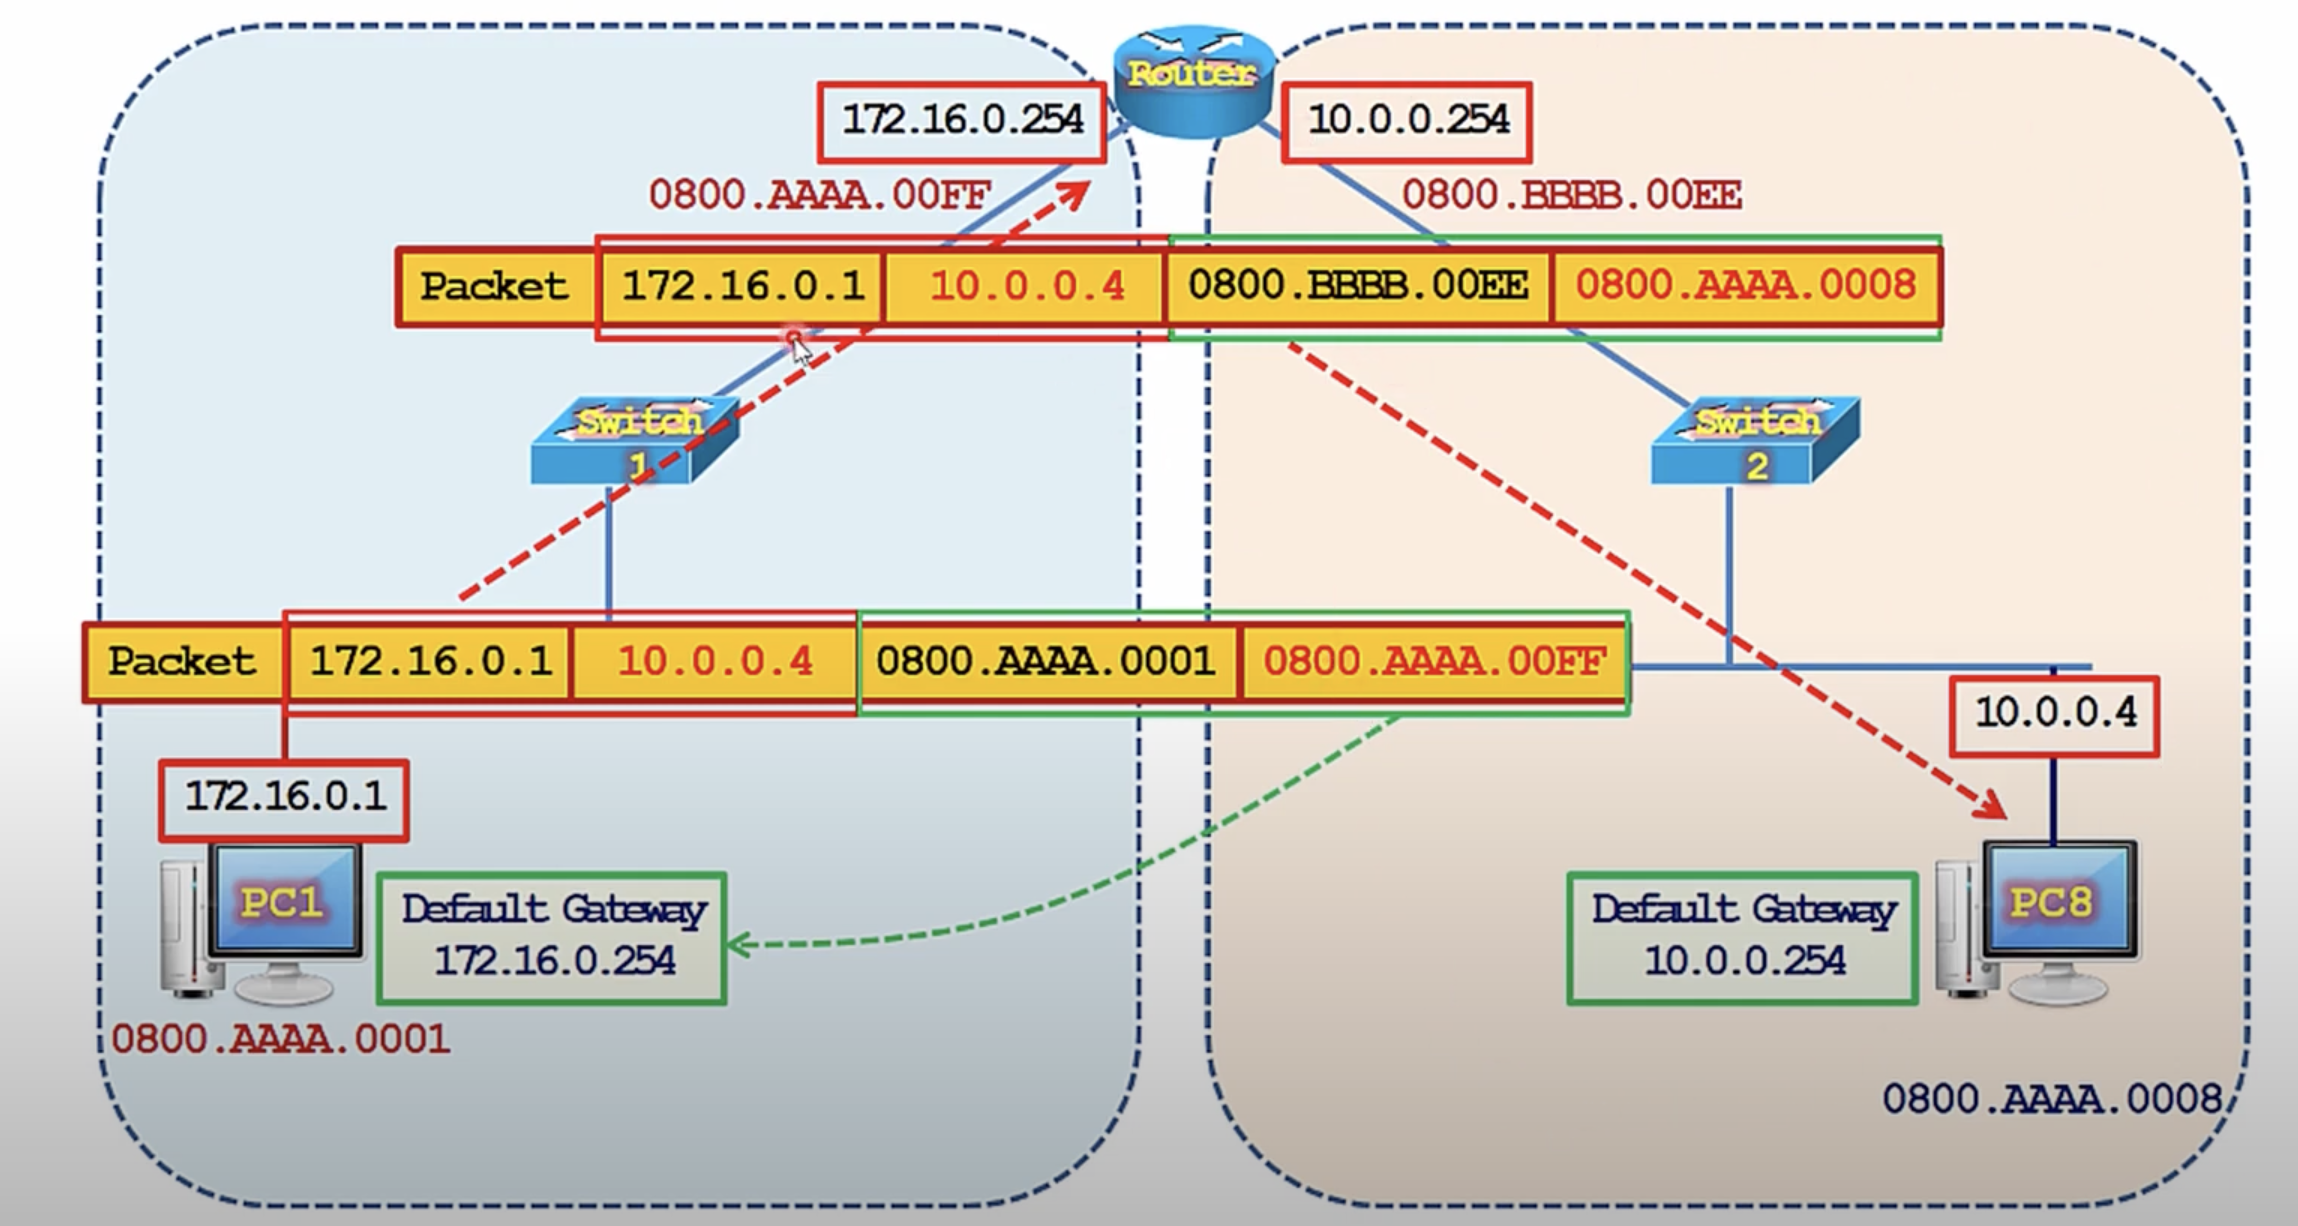 Router
172.16.0.254
10.0.0.254
0800.AAAA.00FF
0800.BBBB.00EE
Packet 172.16.0.1 10.0.0.4 0800.BBBB.00EE 0800.AAAA.0008
Switch
1
Switch
2
Packet 172.16.0.1 10.0.0.4 0800.AAAA.0001 0800.AAAA.00FF
10.0.0.4
172.16.0.1
PC1
Default Gateway
172.16.0.254
Default Gateway
10.0.0.254
PC8
0800.AAAA.0001
0800.AAAA.0008